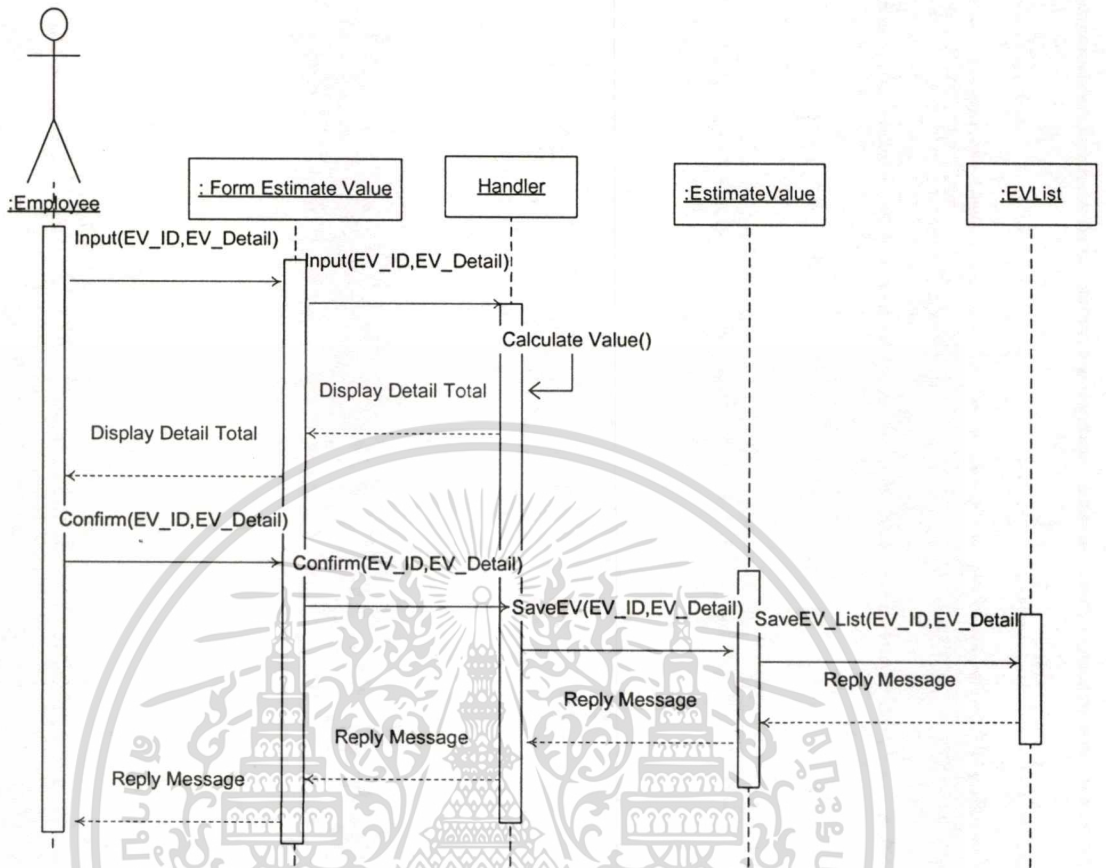 :Employee
: Form Estimate Value
Handler
:EstimateValue
:EVList
Input(EV_ID,EV_Detail)
Input(EV_ID,EV_Detail)
Calculate Value()
Display Detail Total
Display Detail Total
Confirm(EV_ID,EV_Detail)
Confirm(EV_ID,EV_Detail)
SaveEV(EV_ID,EV_Detail)
SaveEV_List(EV_ID,EV_Detail
Reply Message
Reply Message
Reply Message
Reply Message